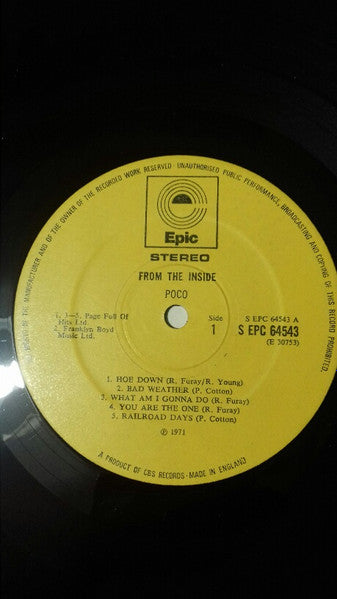 OF THE MANUFACTURER AND OF THE OWNER OF THE RECORDED WORK RESERVED · UNAUTHORISED PUBLIC PERFORMANCE, BROADCASTING AND COPYING OF THIS RECORD PROHIBITED.
Epic
STEREO
FROM THE INSIDE
POCO
1, 3-5. Page Full Of
Hits Ltd.
2. Franklyn Boyd
Music Ltd.
Side
1
S EPC 64543 A
S EPC 64543
(E 30753)
1. HOE DOWN (R. Furay/R. Young)
2. BAD WEATHER (P. Cotton)
3. WHAT AM I GONNA DO (R. Furay)
4. YOU ARE THE ONE (R. Furay)
5. RAILROAD DAYS (P. Cotton)
℗ 1971
A PRODUCT OF CBS RECORDS · MADE IN ENGLAND